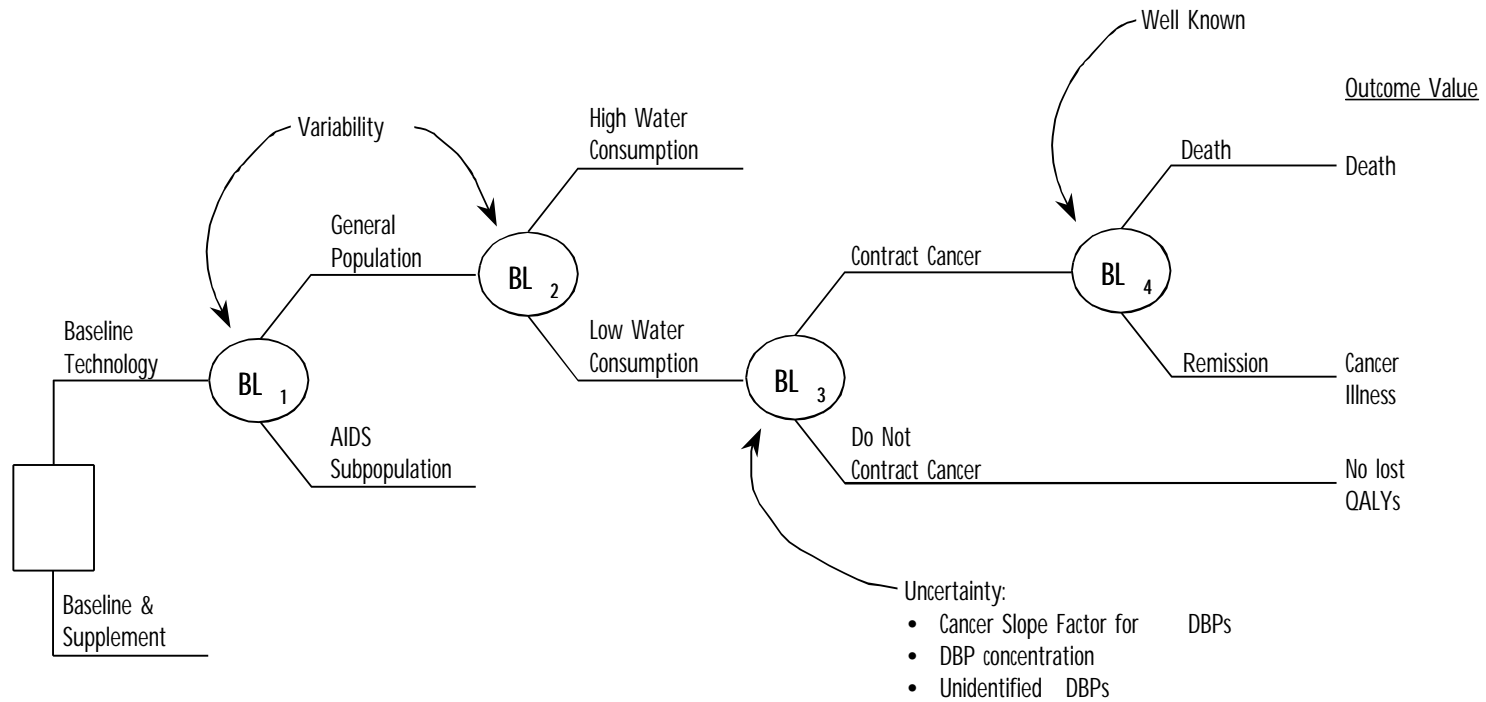 Well Known
Outcome Value
Variability
High Water
Consumption
Death
Death
General
Population
Contract Cancer
BL 2
BL 4
Baseline
Technology
Low Water
Consumption
Remission
Cancer
Illness
BL 1
BL 3
AIDS
Subpopulation
Do Not
Contract Cancer
No lost
QALYs
Baseline &
Supplement
Uncertainty:
• Cancer Slope Factor for DBPs
• DBP concentration
• Unidentified DBPs